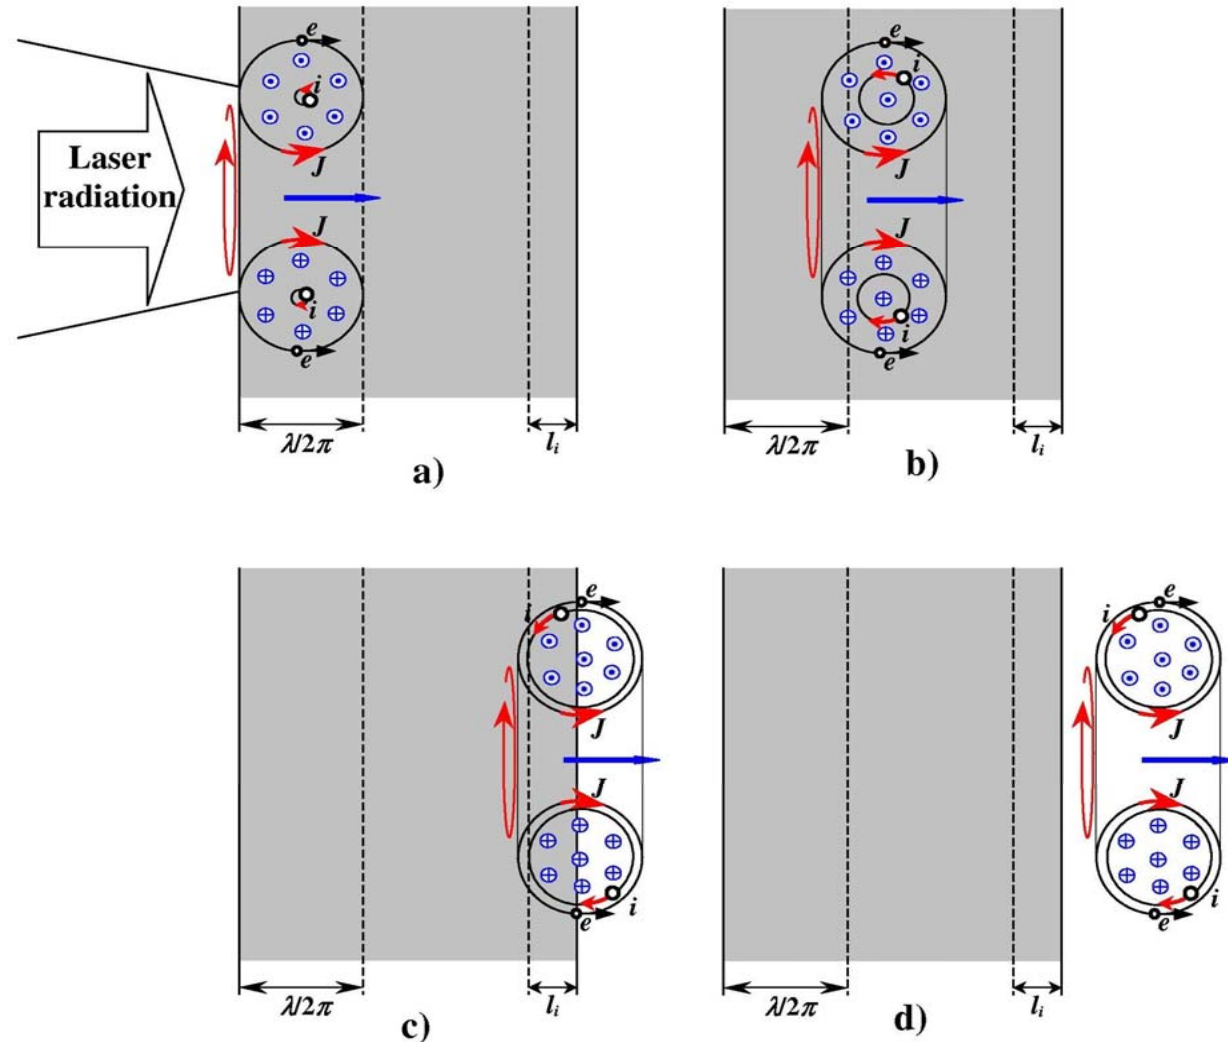 e
i
Laser
radiation
J
J
i
e
λ/2π
l_i
a)
e
i
J
J
i
e
λ/2π
l_i
b)
e
i
J
J
i
e
λ/2π
l_i
c)
e
i
J
J
i
e
λ/2π
l_i
d)